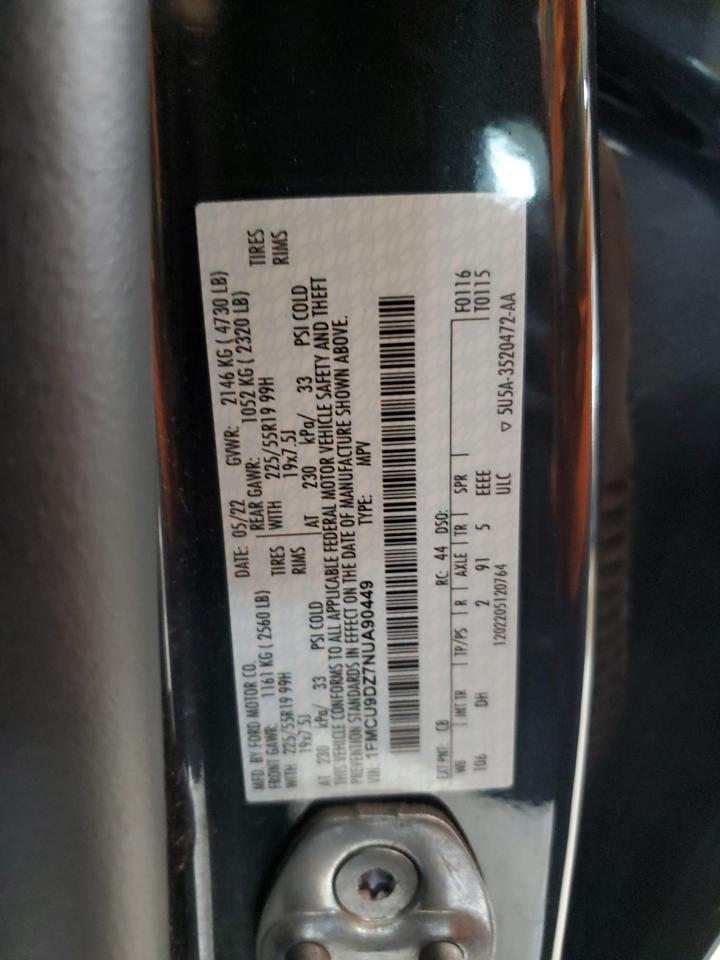 MFD. BY FORD MOTOR CO.
DATE: 05/22 GVWR: 2146 KG ( 4730 LB)
FRONT GAWR: 1161 KG ( 2560 LB) REAR GAWR: 1052 KG ( 2320 LB)
WITH 225/55R19 99H TIRES WITH 225/55R19 99H TIRES
19x7.5J RIMS 19x7.5J RIMS
AT 230 kPa/ 33 PSI COLD AT 230 kPa/ 33 PSI COLD
THIS VEHICLE CONFORMS TO ALL APPLICABLE FEDERAL MOTOR VEHICLE SAFETY AND THEFT
PREVENTION STANDARDS IN EFFECT ON THE DATE OF MANUFACTURE SHOWN ABOVE.
VIN: 1FMCU9DZ7NUA90449 TYPE: MPV
EXT PNT: CB RC: 44 DSO: F0116
WB INT TR TP/PS R AXLE TR SPR T0115
106 DH 2 91 5 EEEE
1202205120764 ULC ▽ 5U5A-3520472-AA